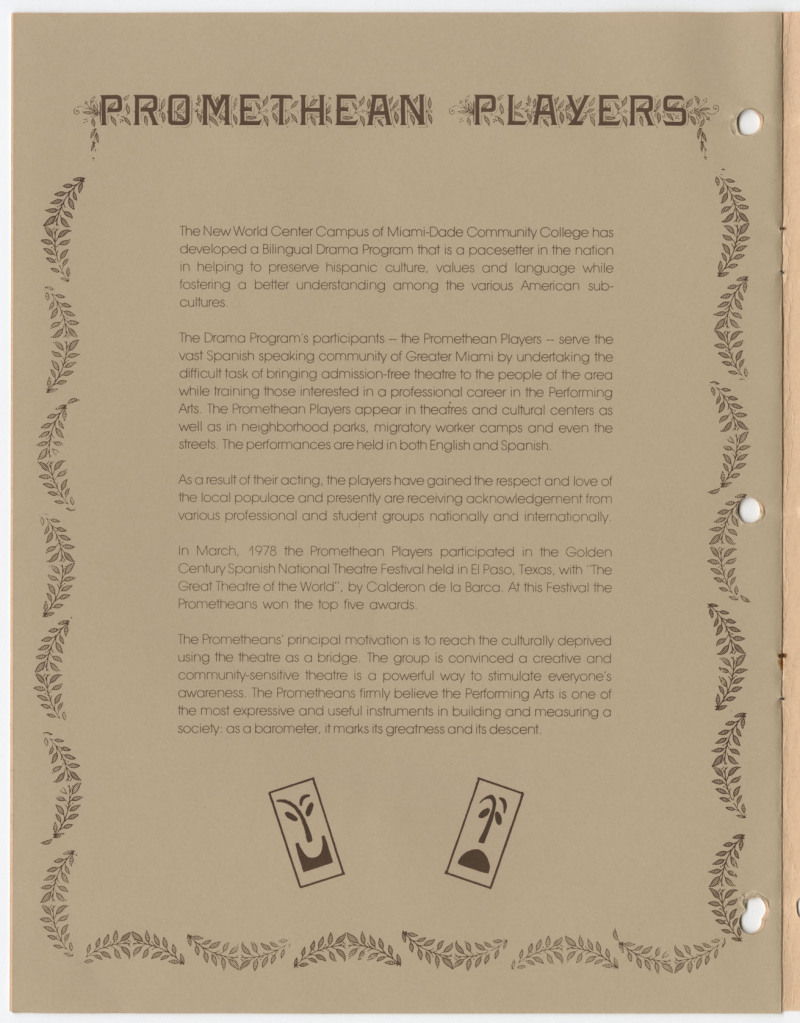 PROMETHEAN PLAYERS
The New World Center Campus of Miami-Dade Community College has
developed a Bilingual Drama Program that is a pacesetter in the nation
in helping to preserve hispanic culture, values and language while
fostering a better understanding among the various American sub-
cultures.
The Drama Program's participants — the Promethean Players — serve the
vast Spanish speaking community of Greater Miami by undertaking the
difficult task of bringing admission-free theatre to the people of the area
while training those interested in a professional career in the Performing
Arts. The Promethean Players appear in theatres and cultural centers as
well as in neighborhood parks, migratory worker camps and even the
streets. The performances are held in both English and Spanish.
As a result of their acting, the players have gained the respect and love of
the local populace and presently are receiving acknowledgement from
various professional and student groups nationally and internationally.
In March, 1978 the Promethean Players participated in the Golden
Century Spanish National Theatre Festival held in El Paso, Texas, with "The
Great Theatre of the World", by Calderon de la Barca. At this Festival the
Prometheans won the top five awards.
The Prometheans' principal motivation is to reach the culturally deprived
using the theatre as a bridge. The group is convinced a creative and
community-sensitive theatre is a powerful way to stimulate everyone's
awareness. The Prometheans firmly believe the Performing Arts is one of
the most expressive and useful instruments in building and measuring a
society: as a barometer, it marks its greatness and its descent.